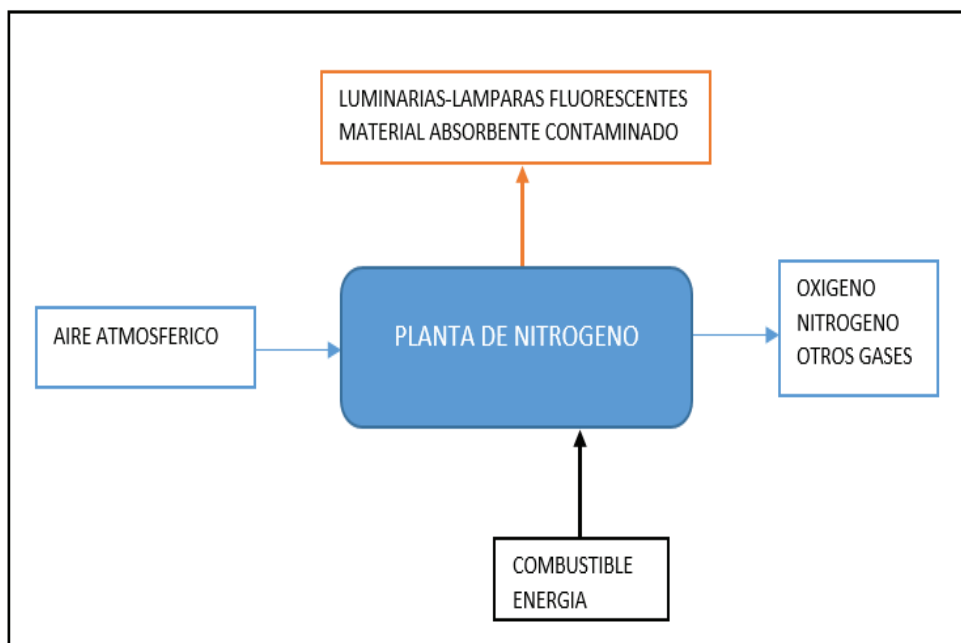 LUMINARIAS-LAMPARAS FLUORESCENTES
MATERIAL ABSORBENTE CONTAMINADO
AIRE ATMOSFERICO
PLANTA DE NITROGENO
OXIGENO
NITROGENO
OTROS GASES
COMBUSTIBLE
ENERGIA